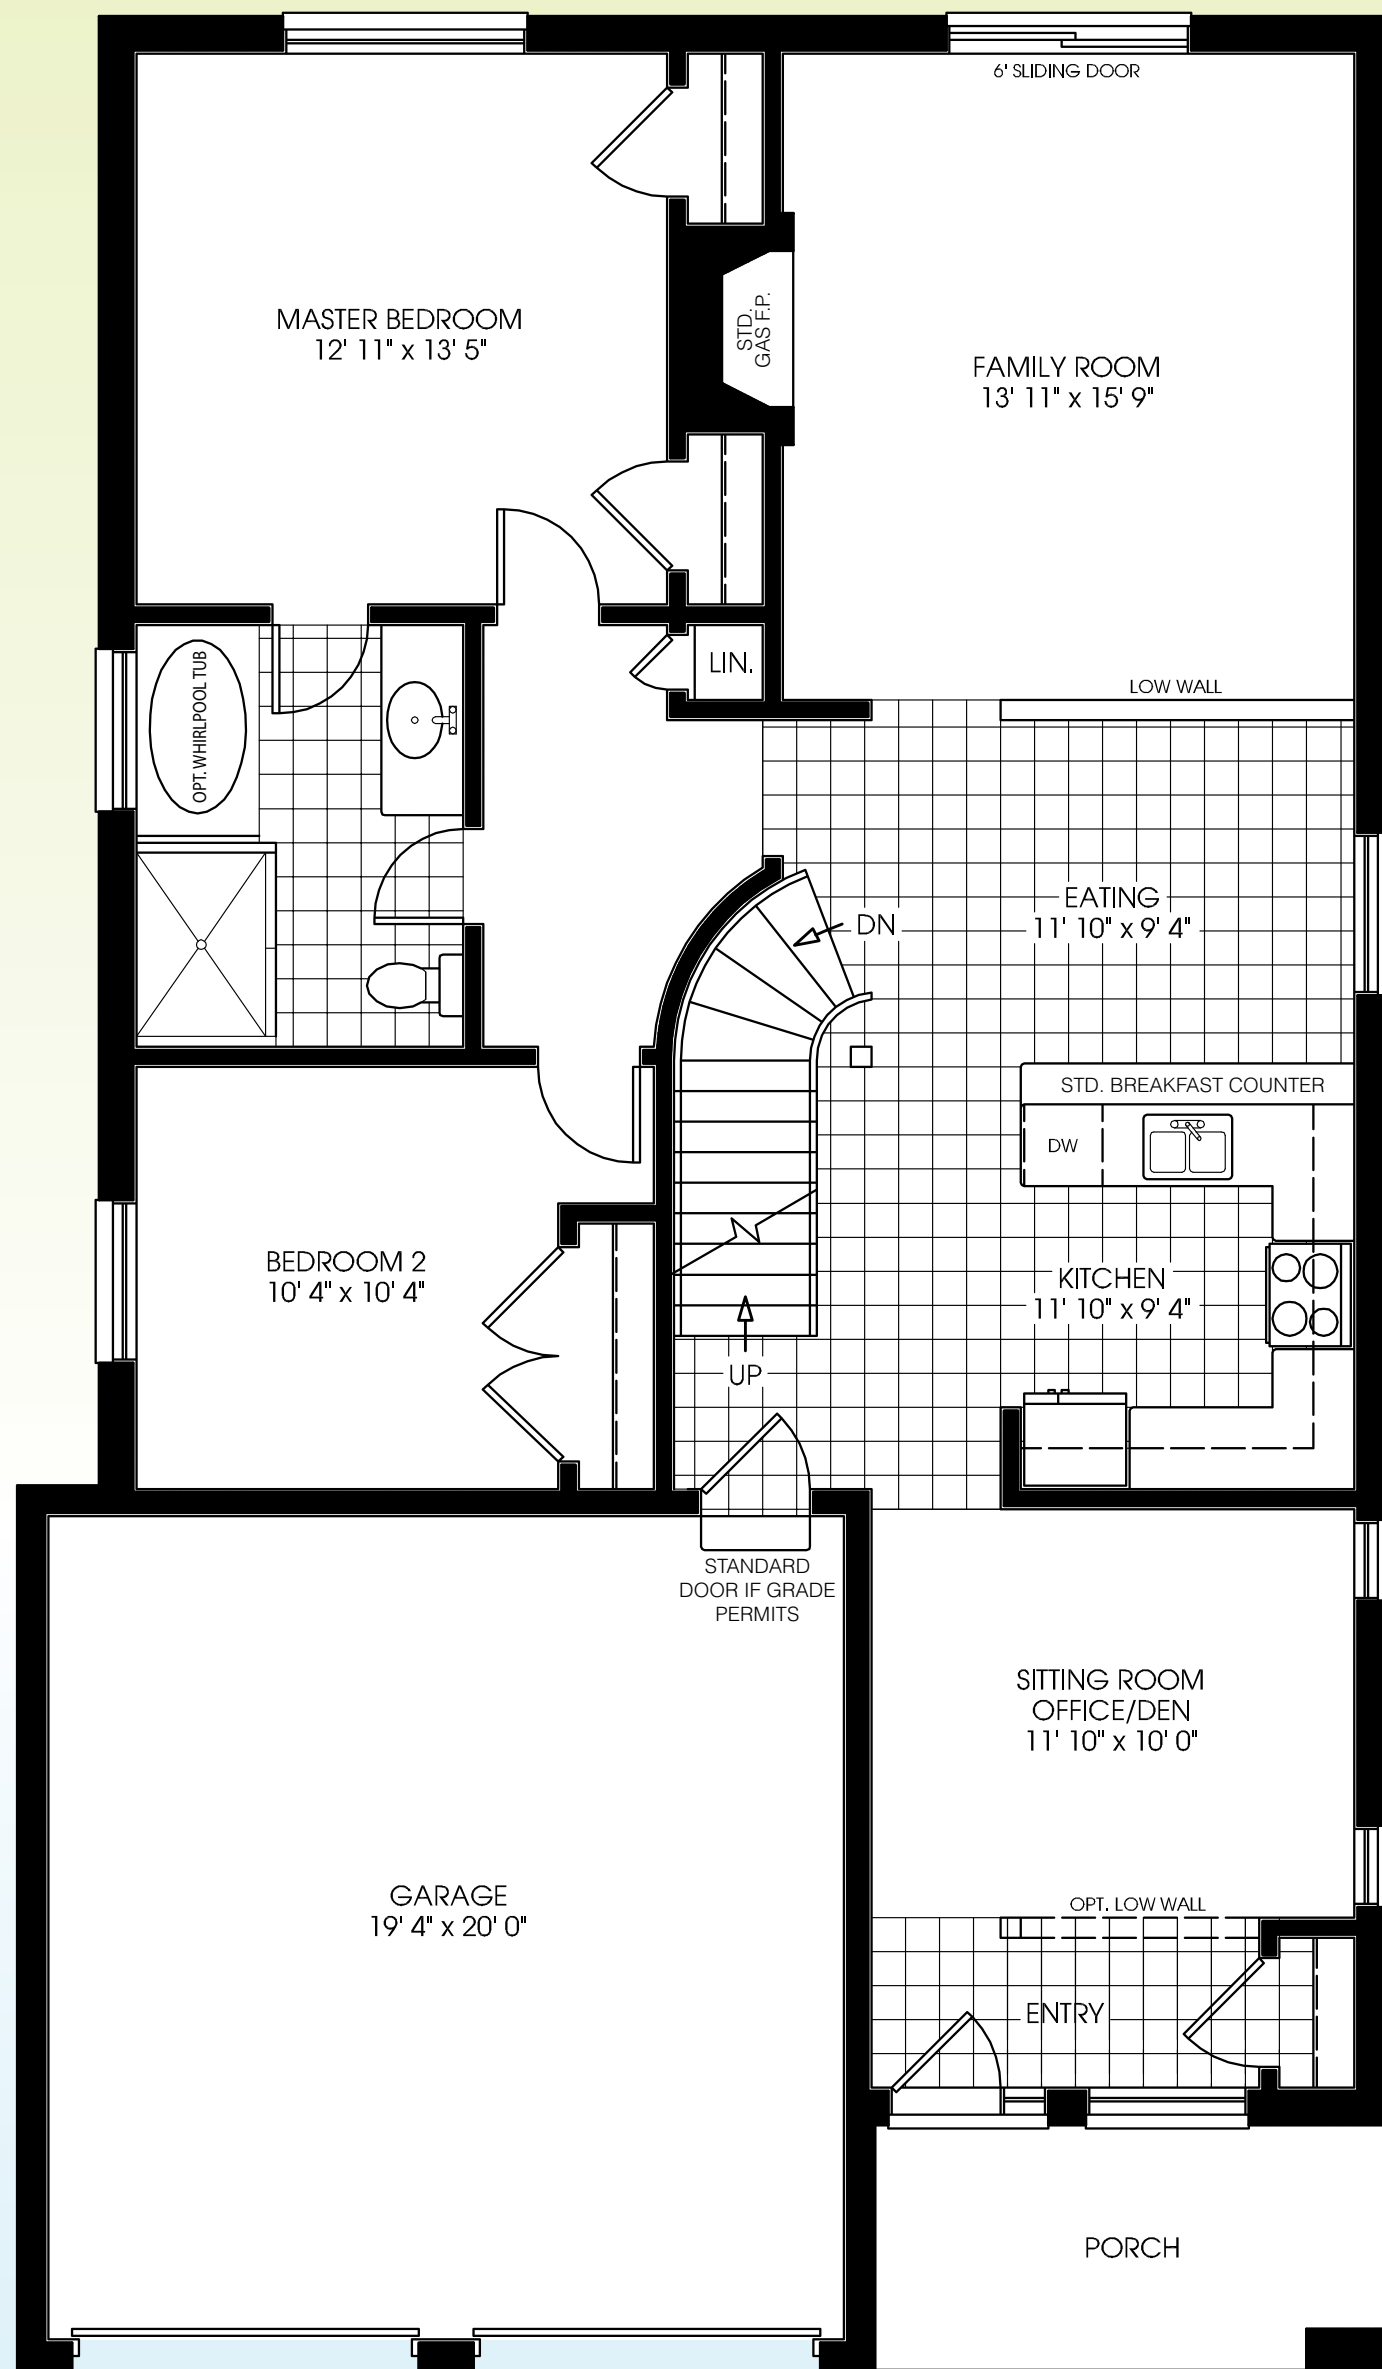 6' SLIDING DOOR
MASTER BEDROOM
12' 11" x 13' 5"
STD.
GAS F.P.
FAMILY ROOM
13' 11" x 15' 9"
LIN.
LOW WALL
OPT. WHIRLPOOL TUB
EATING
11' 10" x 9' 4"
DN
STD. BREAKFAST COUNTER
DW
BEDROOM 2
10' 4" x 10' 4"
KITCHEN
11' 10" x 9' 4"
UP
STANDARD
DOOR IF GRADE
PERMITS
SITTING ROOM
OFFICE/DEN
11' 10" x 10' 0"
GARAGE
19' 4" x 20' 0"
OPT. LOW WALL
ENTRY
PORCH